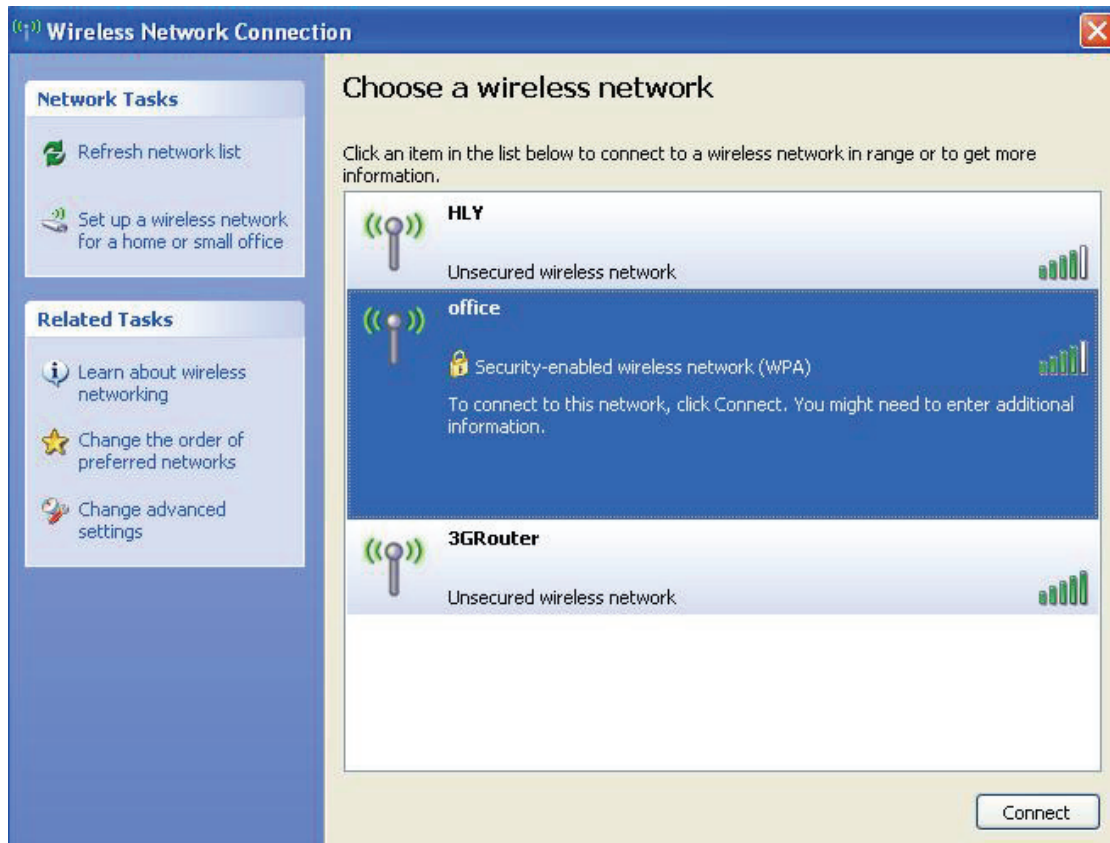 Wireless Network Connection
Network Tasks
Refresh network list
Set up a wireless network
for a home or small office
Related Tasks
Learn about wireless
networking
Change the order of
preferred networks
Change advanced
settings
Choose a wireless network
Click an item in the list below to connect to a wireless network in range or to get more
information.
HLY
Unsecured wireless network
office
Security-enabled wireless network (WPA)
To connect to this network, click Connect. You might need to enter additional
information.
3GRouter
Unsecured wireless network
Connect